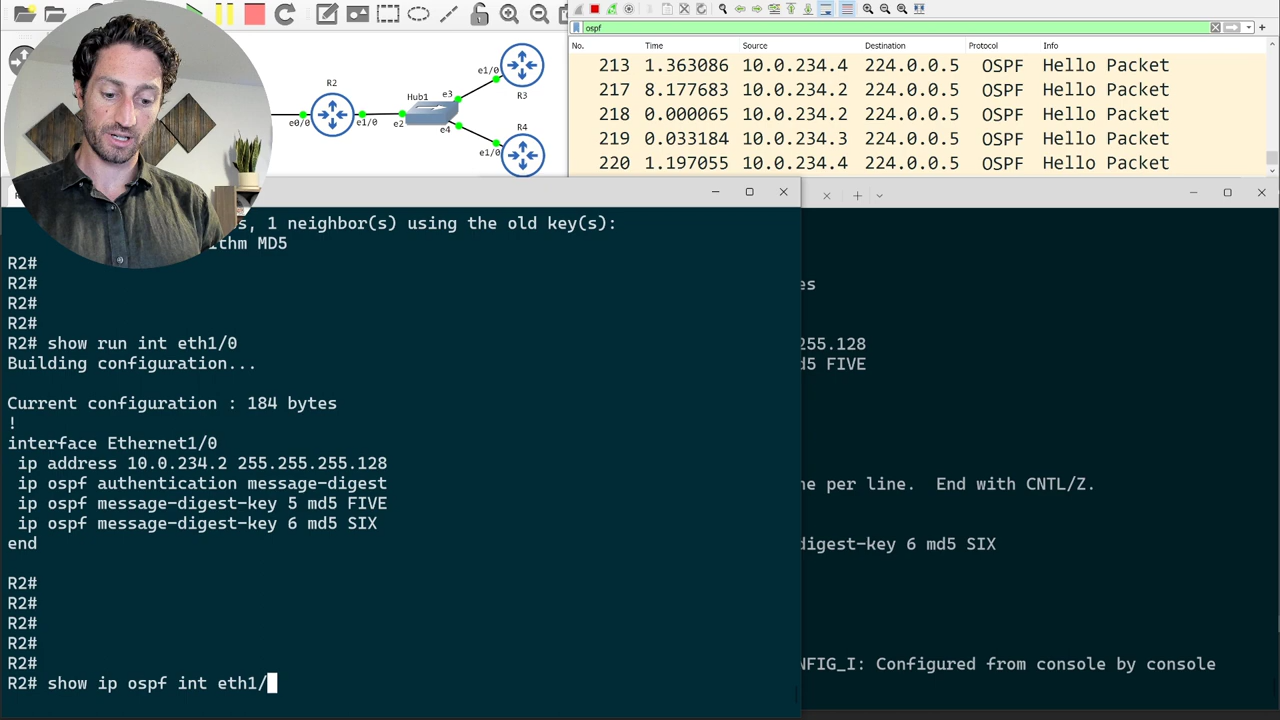 ospf
No. Time Source Destination Protocol Info
213 1.363086 10.0.234.4 224.0.0.5 OSPF Hello Packet
217 8.177683 10.0.234.2 224.0.0.5 OSPF Hello Packet
218 0.000065 10.0.234.2 224.0.0.5 OSPF Hello Packet
219 0.033184 10.0.234.3 224.0.0.5 OSPF Hello Packet
220 1.197055 10.0.234.4 224.0.0.5 OSPF Hello Packet
R2
e0/0
e1/0
e2
Hub1
e3
e4
e1/0
R3
R4
e1/0
s, 1 neighbor(s) using the old key(s):
ithm MD5
R2#
R2#
R2#
R2#
R2# show run int eth1/0
Building configuration...
Current configuration : 184 bytes
!
interface Ethernet1/0
ip address 10.0.234.2 255.255.255.128
ip ospf authentication message-digest
ip ospf message-digest-key 5 md5 FIVE
ip ospf message-digest-key 6 md5 SIX
end
R2#
R2#
R2#
R2#
R2#
R2# show ip ospf int eth1/
es
255.128
d5 FIVE
ne per line. End with CNTL/Z.
digest-key 6 md5 SIX
NFIG_I: Configured from console by console